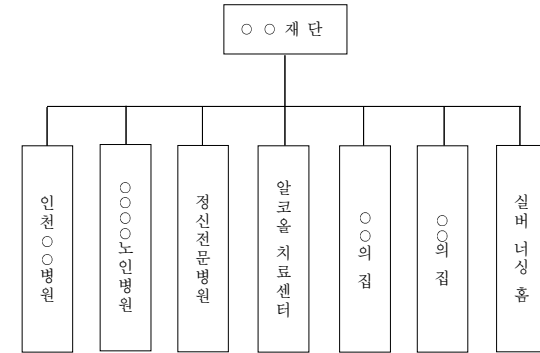 ○ ○ 재 단
인천○○병원
○○○○노인병원
정신전문병원
알코올 치료센터
○○의 집
○○의 집
실버 너싱 홈